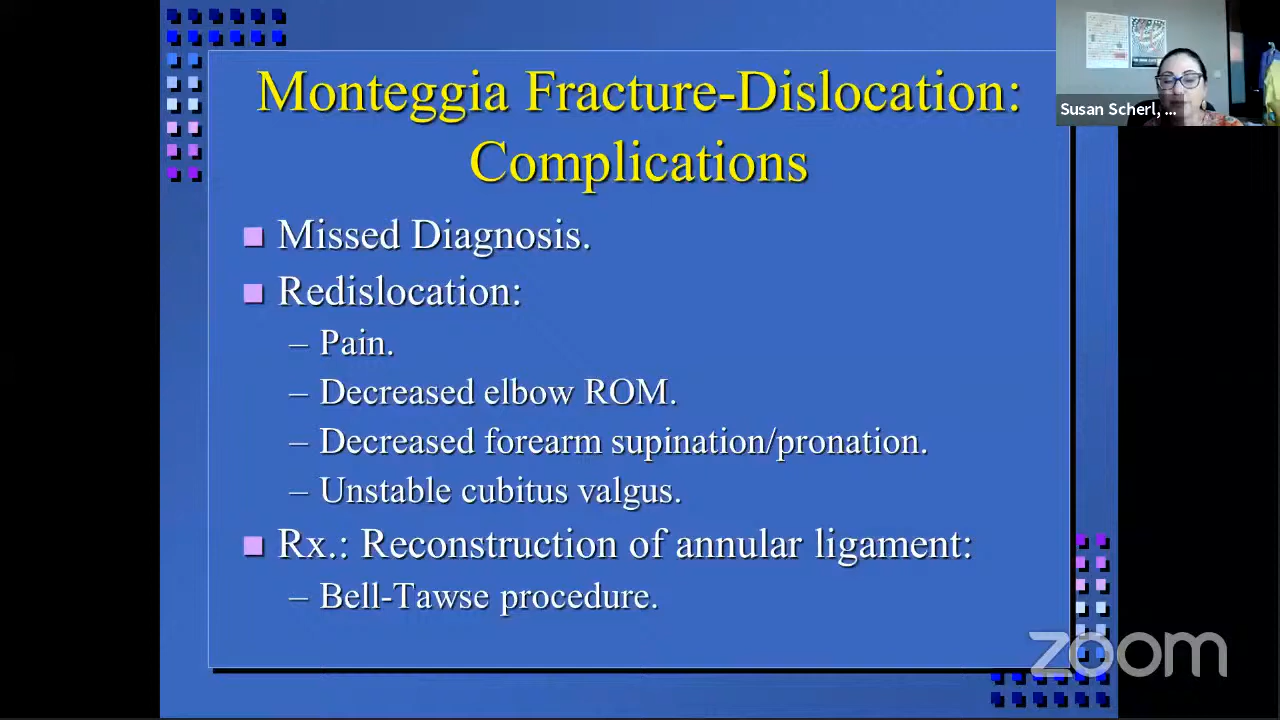 Monteggia Fracture-Dislocation:
Complications
Missed Diagnosis.
Redislocation:
– Pain.
– Decreased elbow ROM.
– Decreased forearm supination/pronation.
– Unstable cubitus valgus.
Rx.: Reconstruction of annular ligament:
– Bell-Tawse procedure.
Susan Scherl, ...
zoom